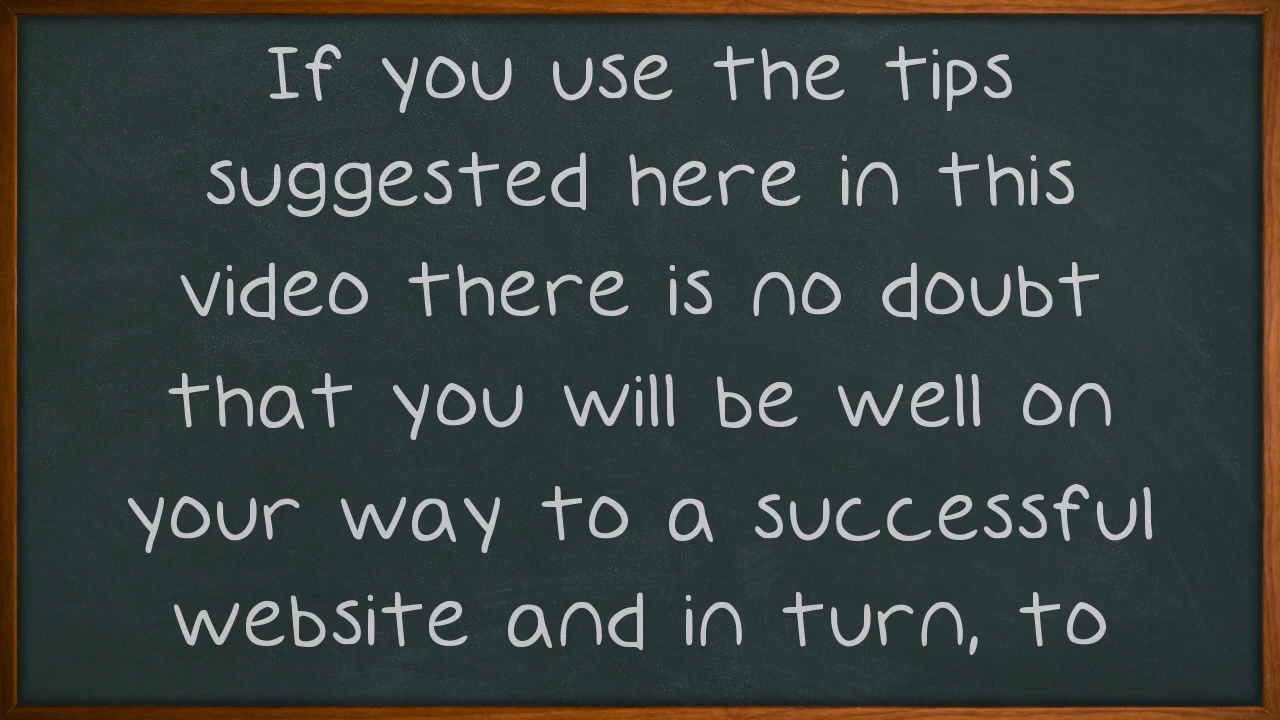 If you use the tips
suggested here in this
video there is no doubt
that you will be well on
your way to a successful
website and in turn, to